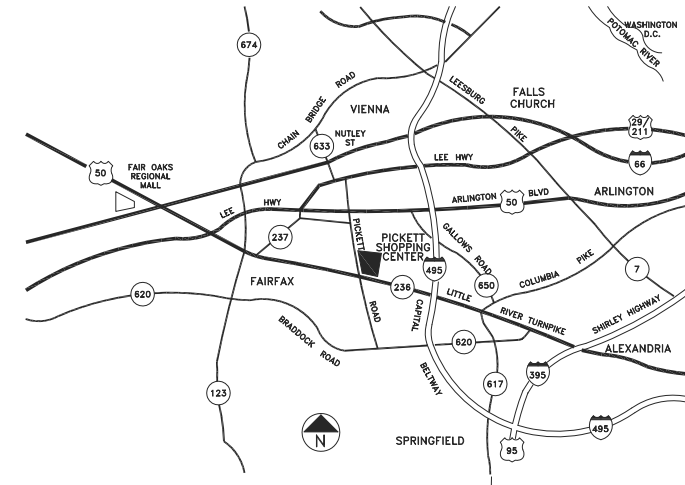 WASHINGTON
D.C.
POTOMAC RIVER
674
LEESBURG
PIKE
FALLS
CHURCH
CHAIN BRIDGE ROAD
VIENNA
29/
211
NUTLEY
ST
633
LEE HWY
66
50
FAIR OAKS
REGIONAL
MALL
ARLINGTON BLVD
50
ARLINGTON
LEE HWY
237
PICKETT
ROAD
PICKETT
SHOPPING
CENTER
GALLOWS ROAD
495
COLUMBIA PIKE
7
FAIRFAX
236
650
620
LITTLE
RIVER TURNPIKE
SHIRLEY HIGHWAY
CAPITAL
BELTWAY
BRADDOCK ROAD
620
ALEXANDRIA
395
617
123
N
SPRINGFIELD
95
495